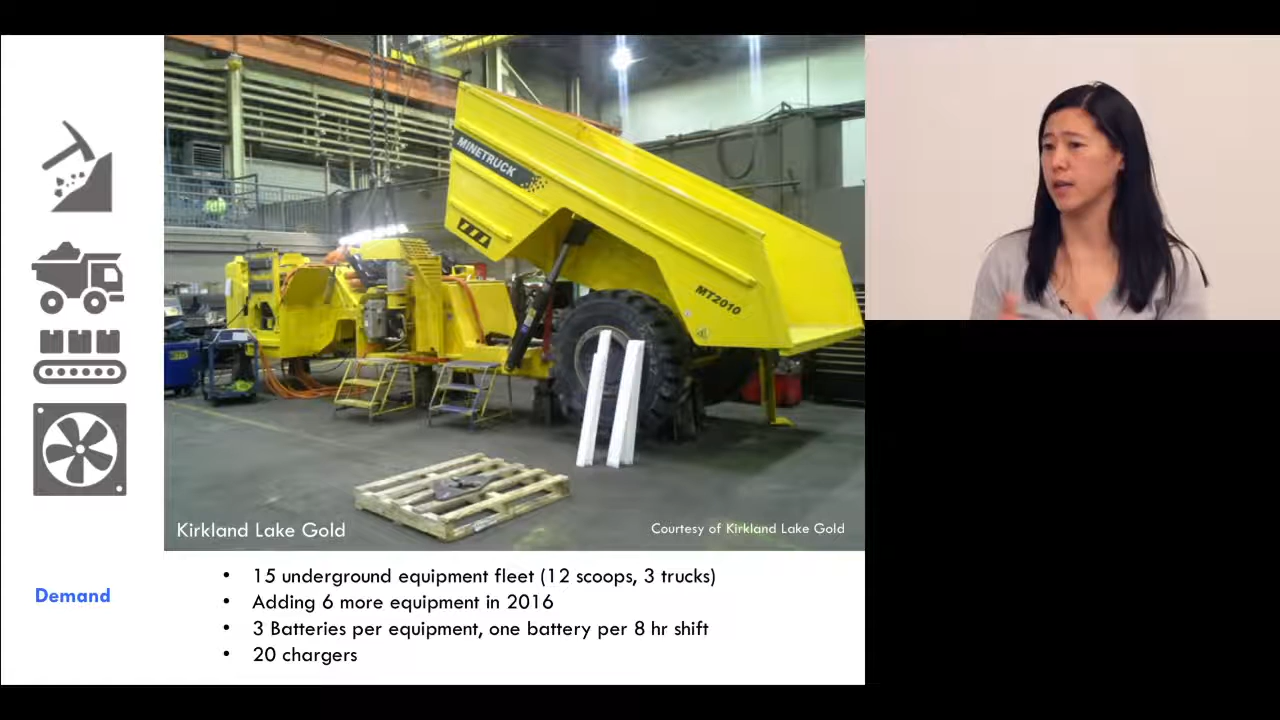 MINETRUCK
MT2010
Kirkland Lake Gold
Courtesy of Kirkland Lake Gold
Demand
• 15 underground equipment fleet (12 scoops, 3 trucks)
• Adding 6 more equipment in 2016
• 3 Batteries per equipment, one battery per 8 hr shift
• 20 chargers